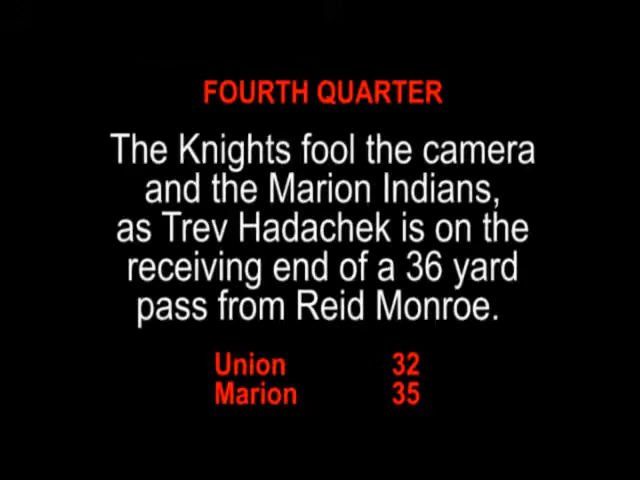 FOURTH QUARTER
The Knights fool the camera
and the Marion Indians,
as Trev Hadachek is on the
receiving end of a 36 yard
pass from Reid Monroe.
Union 32
Marion 35